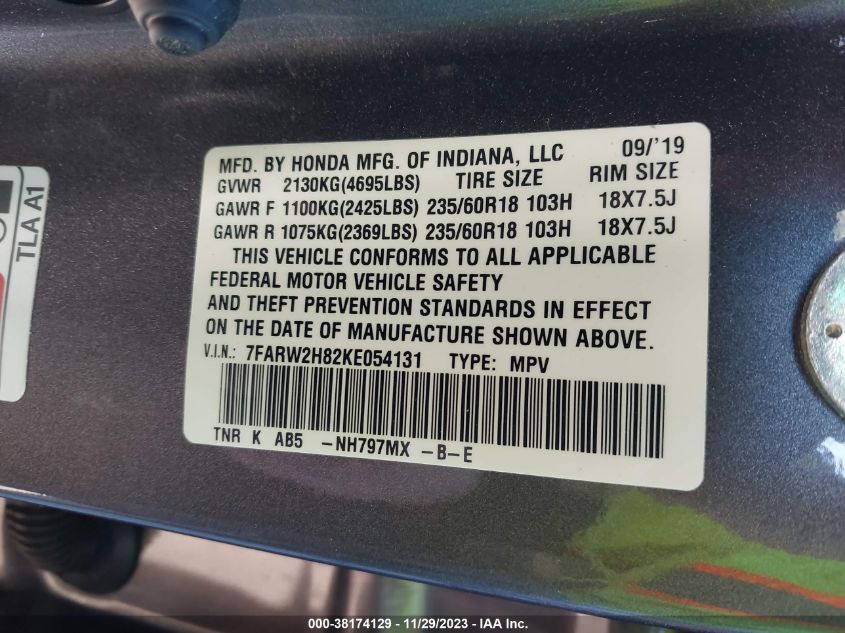 MFD. BY HONDA MFG. OF INDIANA, LLC 09/'19
GVWR 2130KG(4695LBS) TIRE SIZE RIM SIZE
GAWR F 1100KG(2425LBS) 235/60R18 103H 18X7.5J
GAWR R 1075KG(2369LBS) 235/60R18 103H 18X7.5J
THIS VEHICLE CONFORMS TO ALL APPLICABLE
FEDERAL MOTOR VEHICLE SAFETY
AND THEFT PREVENTION STANDARDS IN EFFECT
ON THE DATE OF MANUFACTURE SHOWN ABOVE.
V.I.N.: 7FARW2H82KE054131 TYPE: MPV
TNR K AB5 -NH797MX -B-E
TLA A1
000-38174129 - 11/29/2023 - IAA Inc.